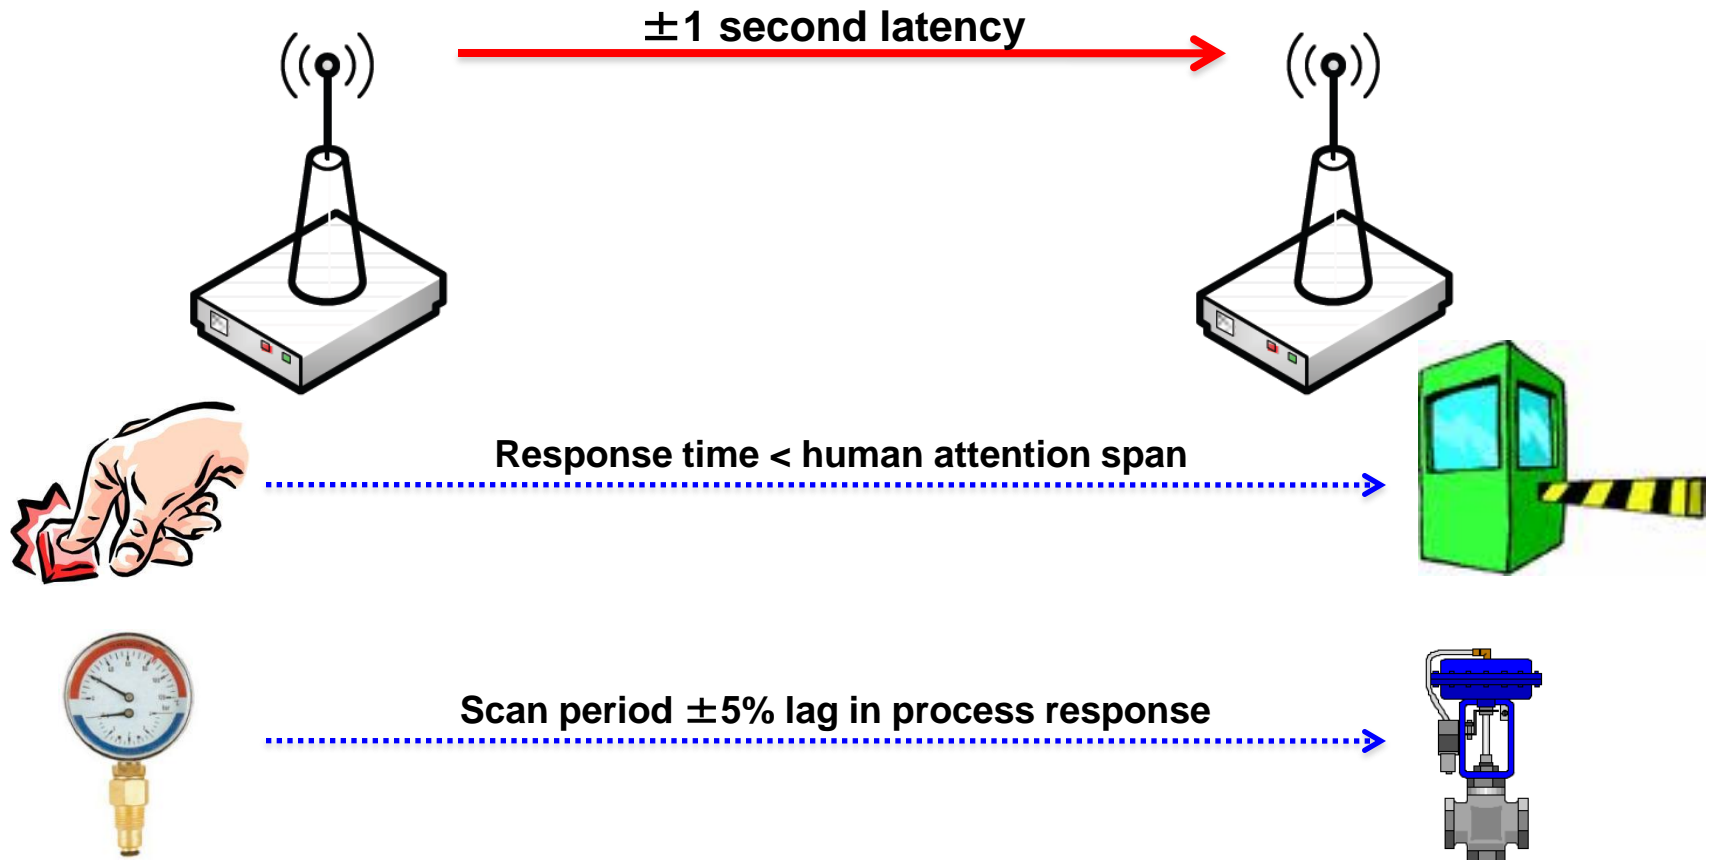 ±1 second latency
Response time < human attention span
Scan period ±5% lag in process response